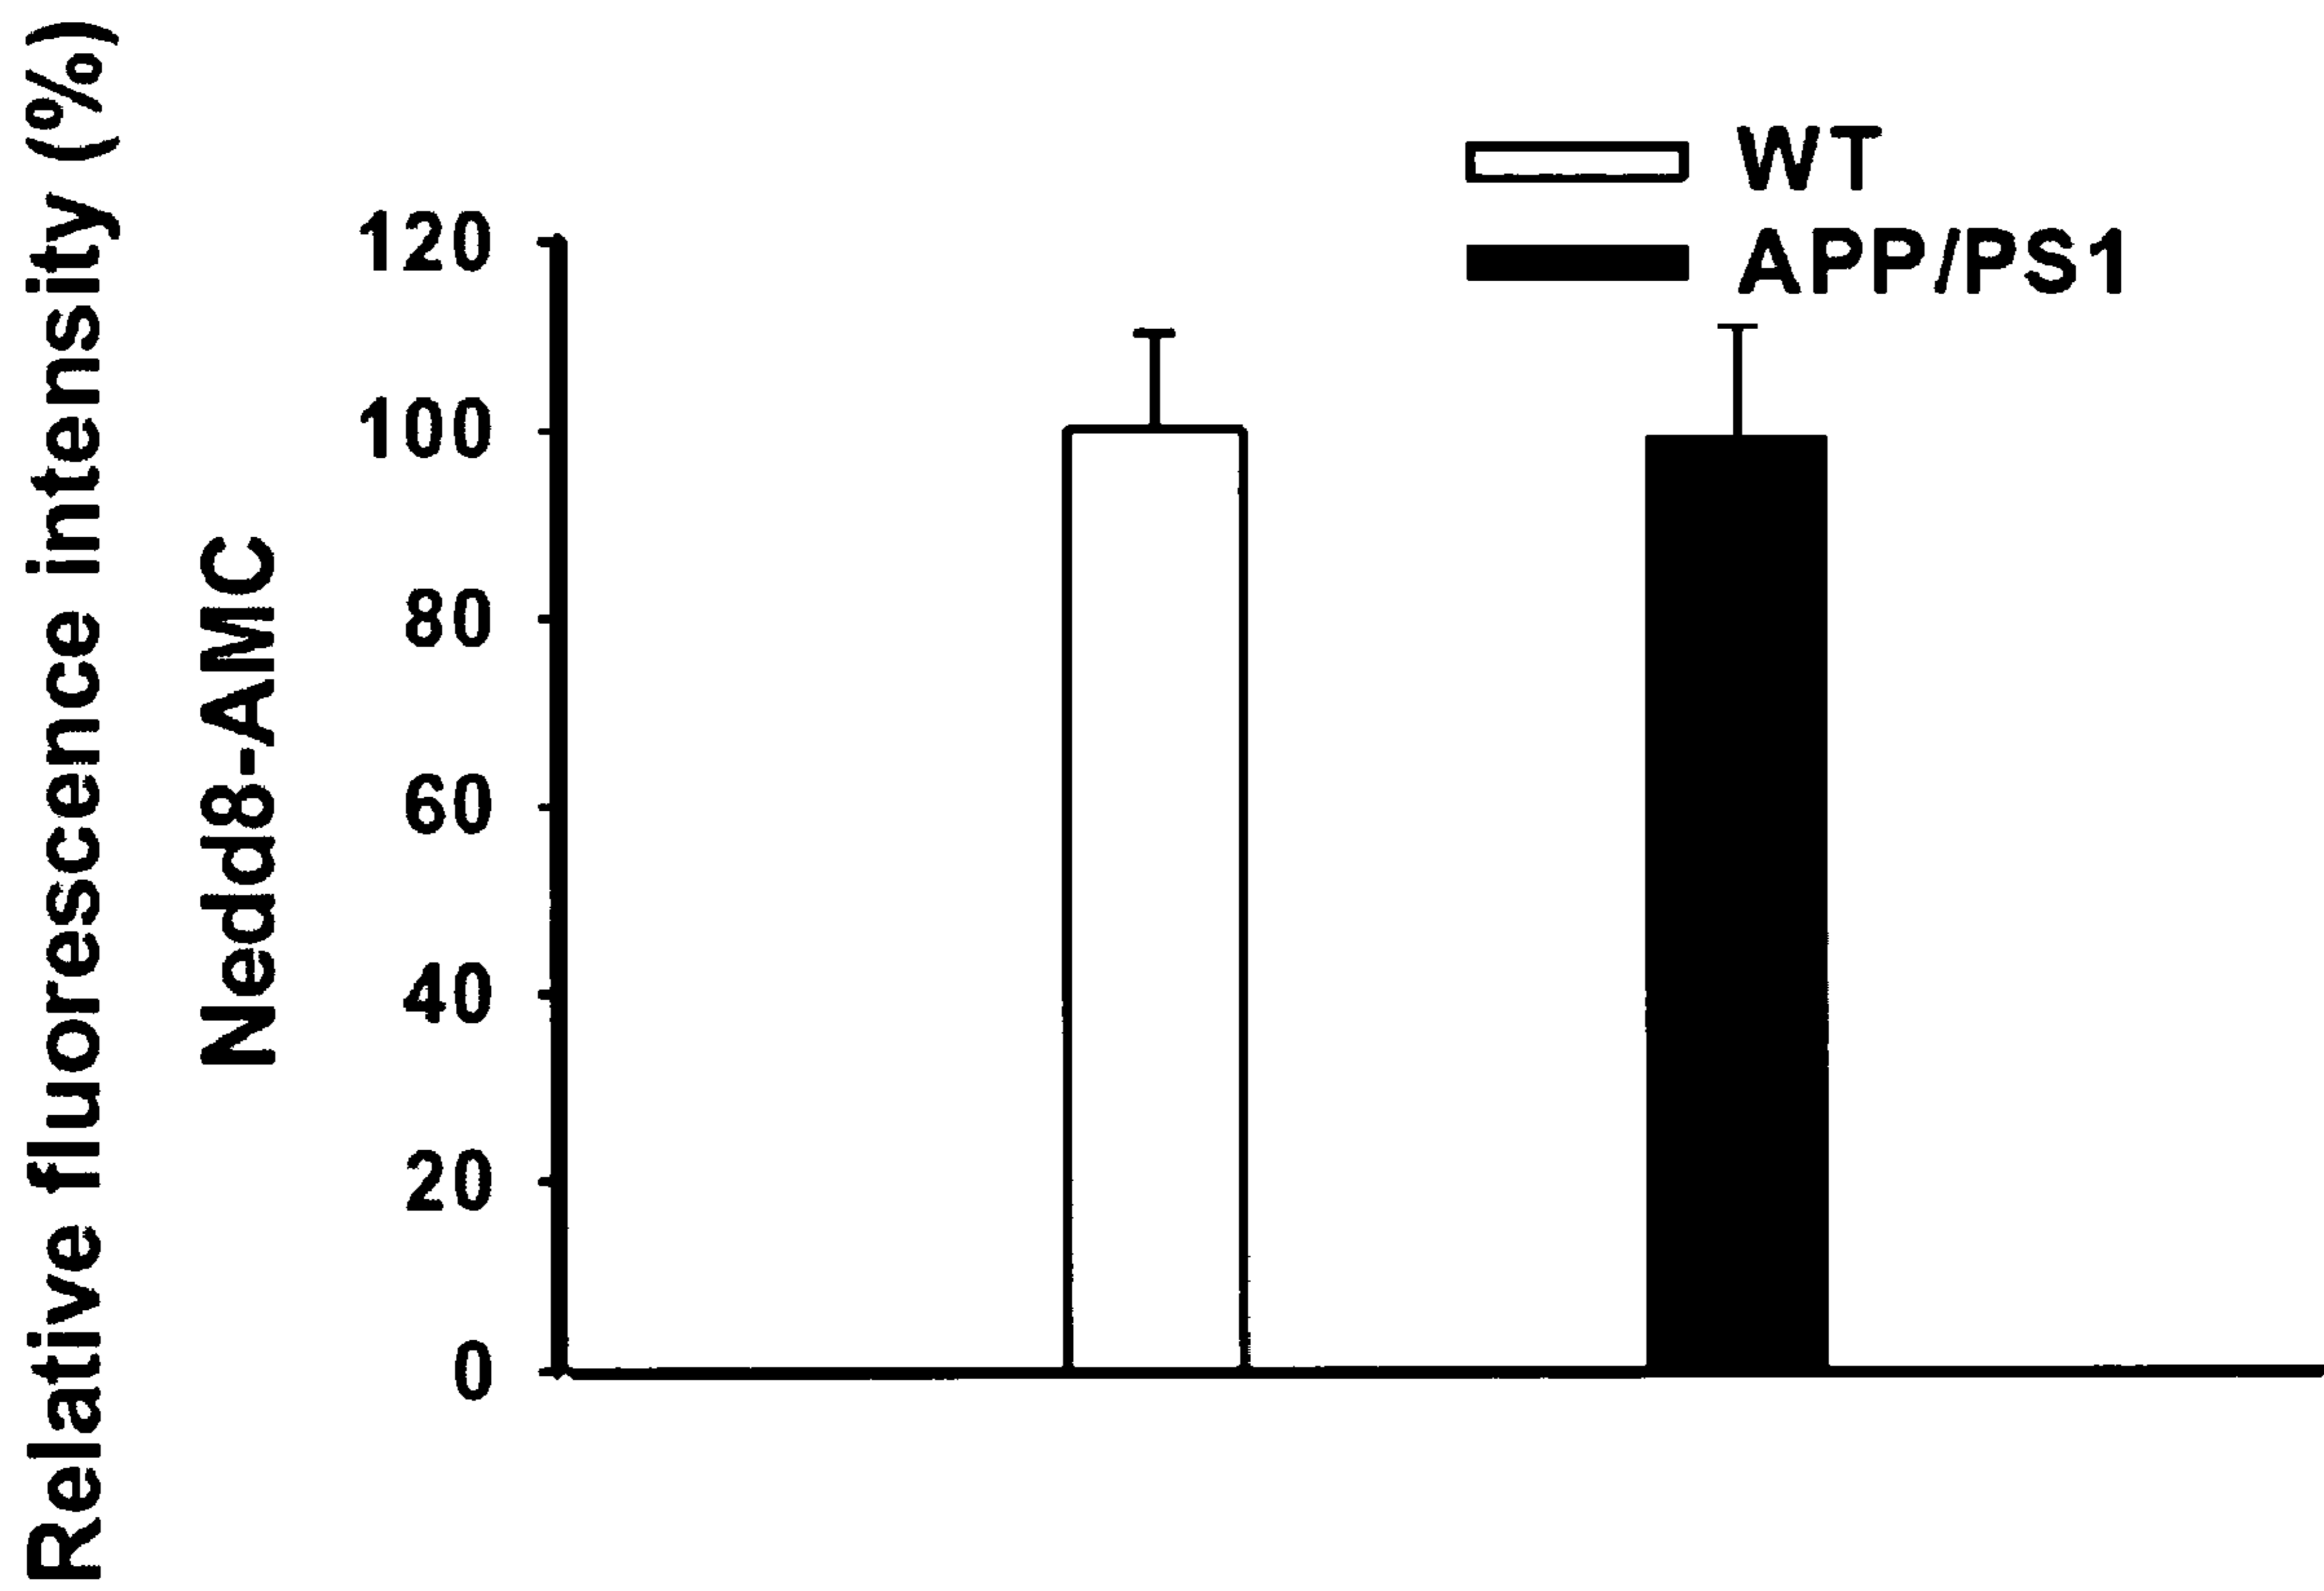 Relative fluorescence intensity (%)
Nedd8-AMC
WT
APP/PS1
120
100
80
60
40
20
0